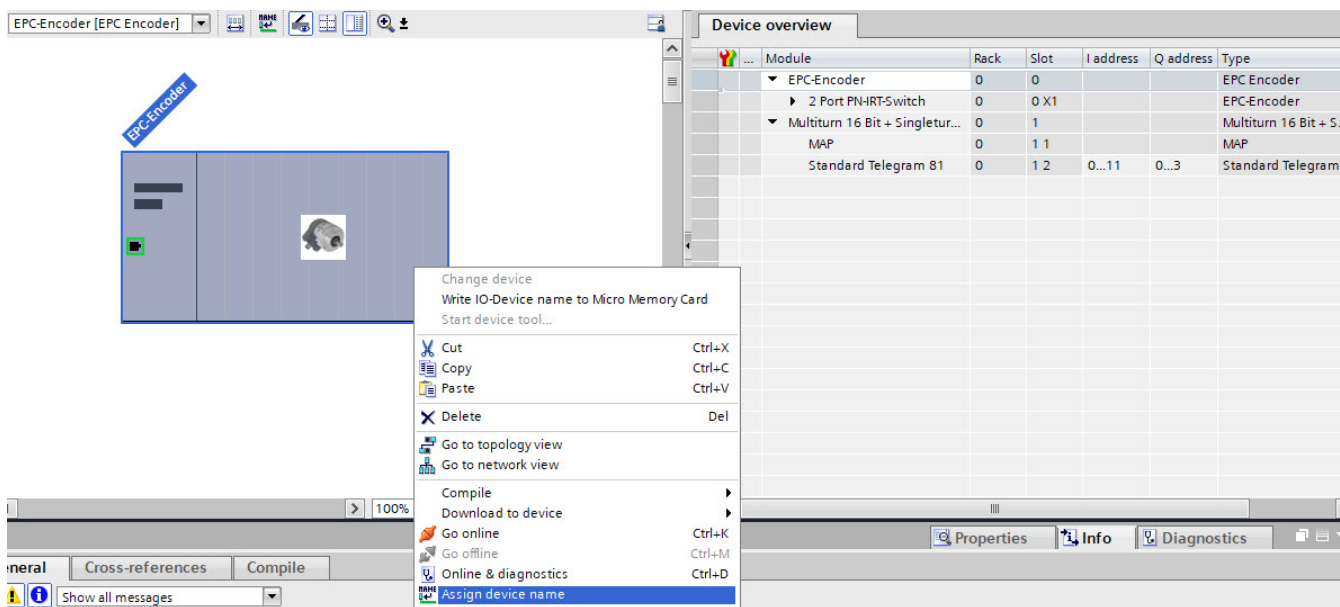 EPC-Encoder [EPC Encoder]
NAME
±
EPC-Encoder
Device overview
... Module Rack Slot I address Q address Type
EPC-Encoder 0 0 EPC Encoder
2 Port PN-IRT-Switch 0 0 X1 EPC-Encoder
Multiturn 16 Bit + Singletur... 0 1 Multiturn 16 Bit + S.
MAP 0 1 1 MAP
Standard Telegram 81 0 1 2 0...11 0...3 Standard Telegram
Change device
Write IO-Device name to Micro Memory Card
Start device tool...
Cut Ctrl+X
Copy Ctrl+C
Paste Ctrl+V
Delete Del
Go to topology view
Go to network view
Compile
Download to device
Go online Ctrl+K
Go offline Ctrl+M
Online & diagnostics Ctrl+D
NAME Assign device name
100%
Properties Info Diagnostics
neral Cross-references Compile
Show all messages